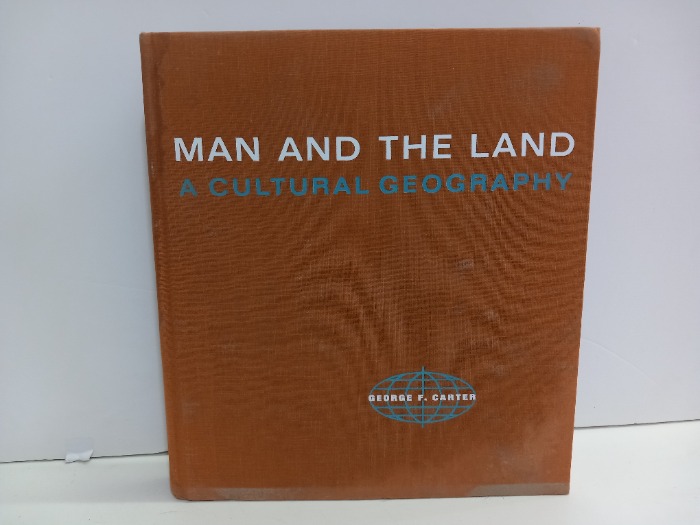 MAN AND THE LAND
A CULTURAL GEOGRAPHY
GEORGE F. CARTER